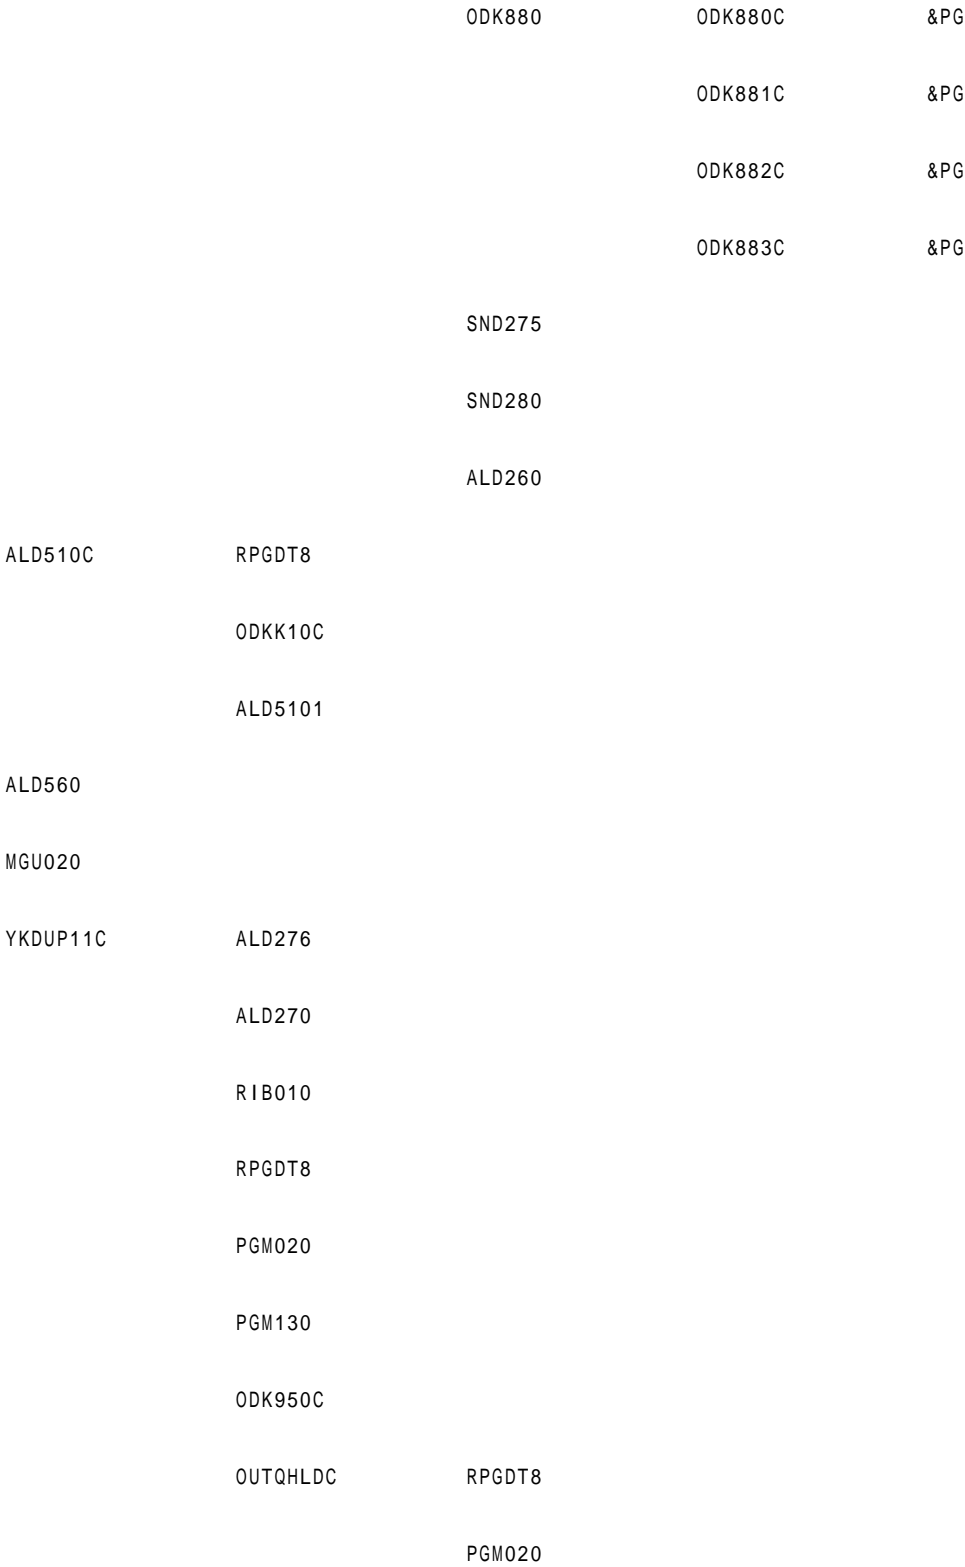 ODK880 ODK880C &PG
ODK881C &PG
ODK882C &PG
ODK883C &PG
SND275
SND280
ALD260
ALD510C RPGDT8
ODKK10C
ALD5101
ALD560
MGU020
YKDUP11C ALD276
ALD270
RIB010
RPGDT8
PGM020
PGM130
ODK950C
OUTQHLDC RPGDT8
PGM020